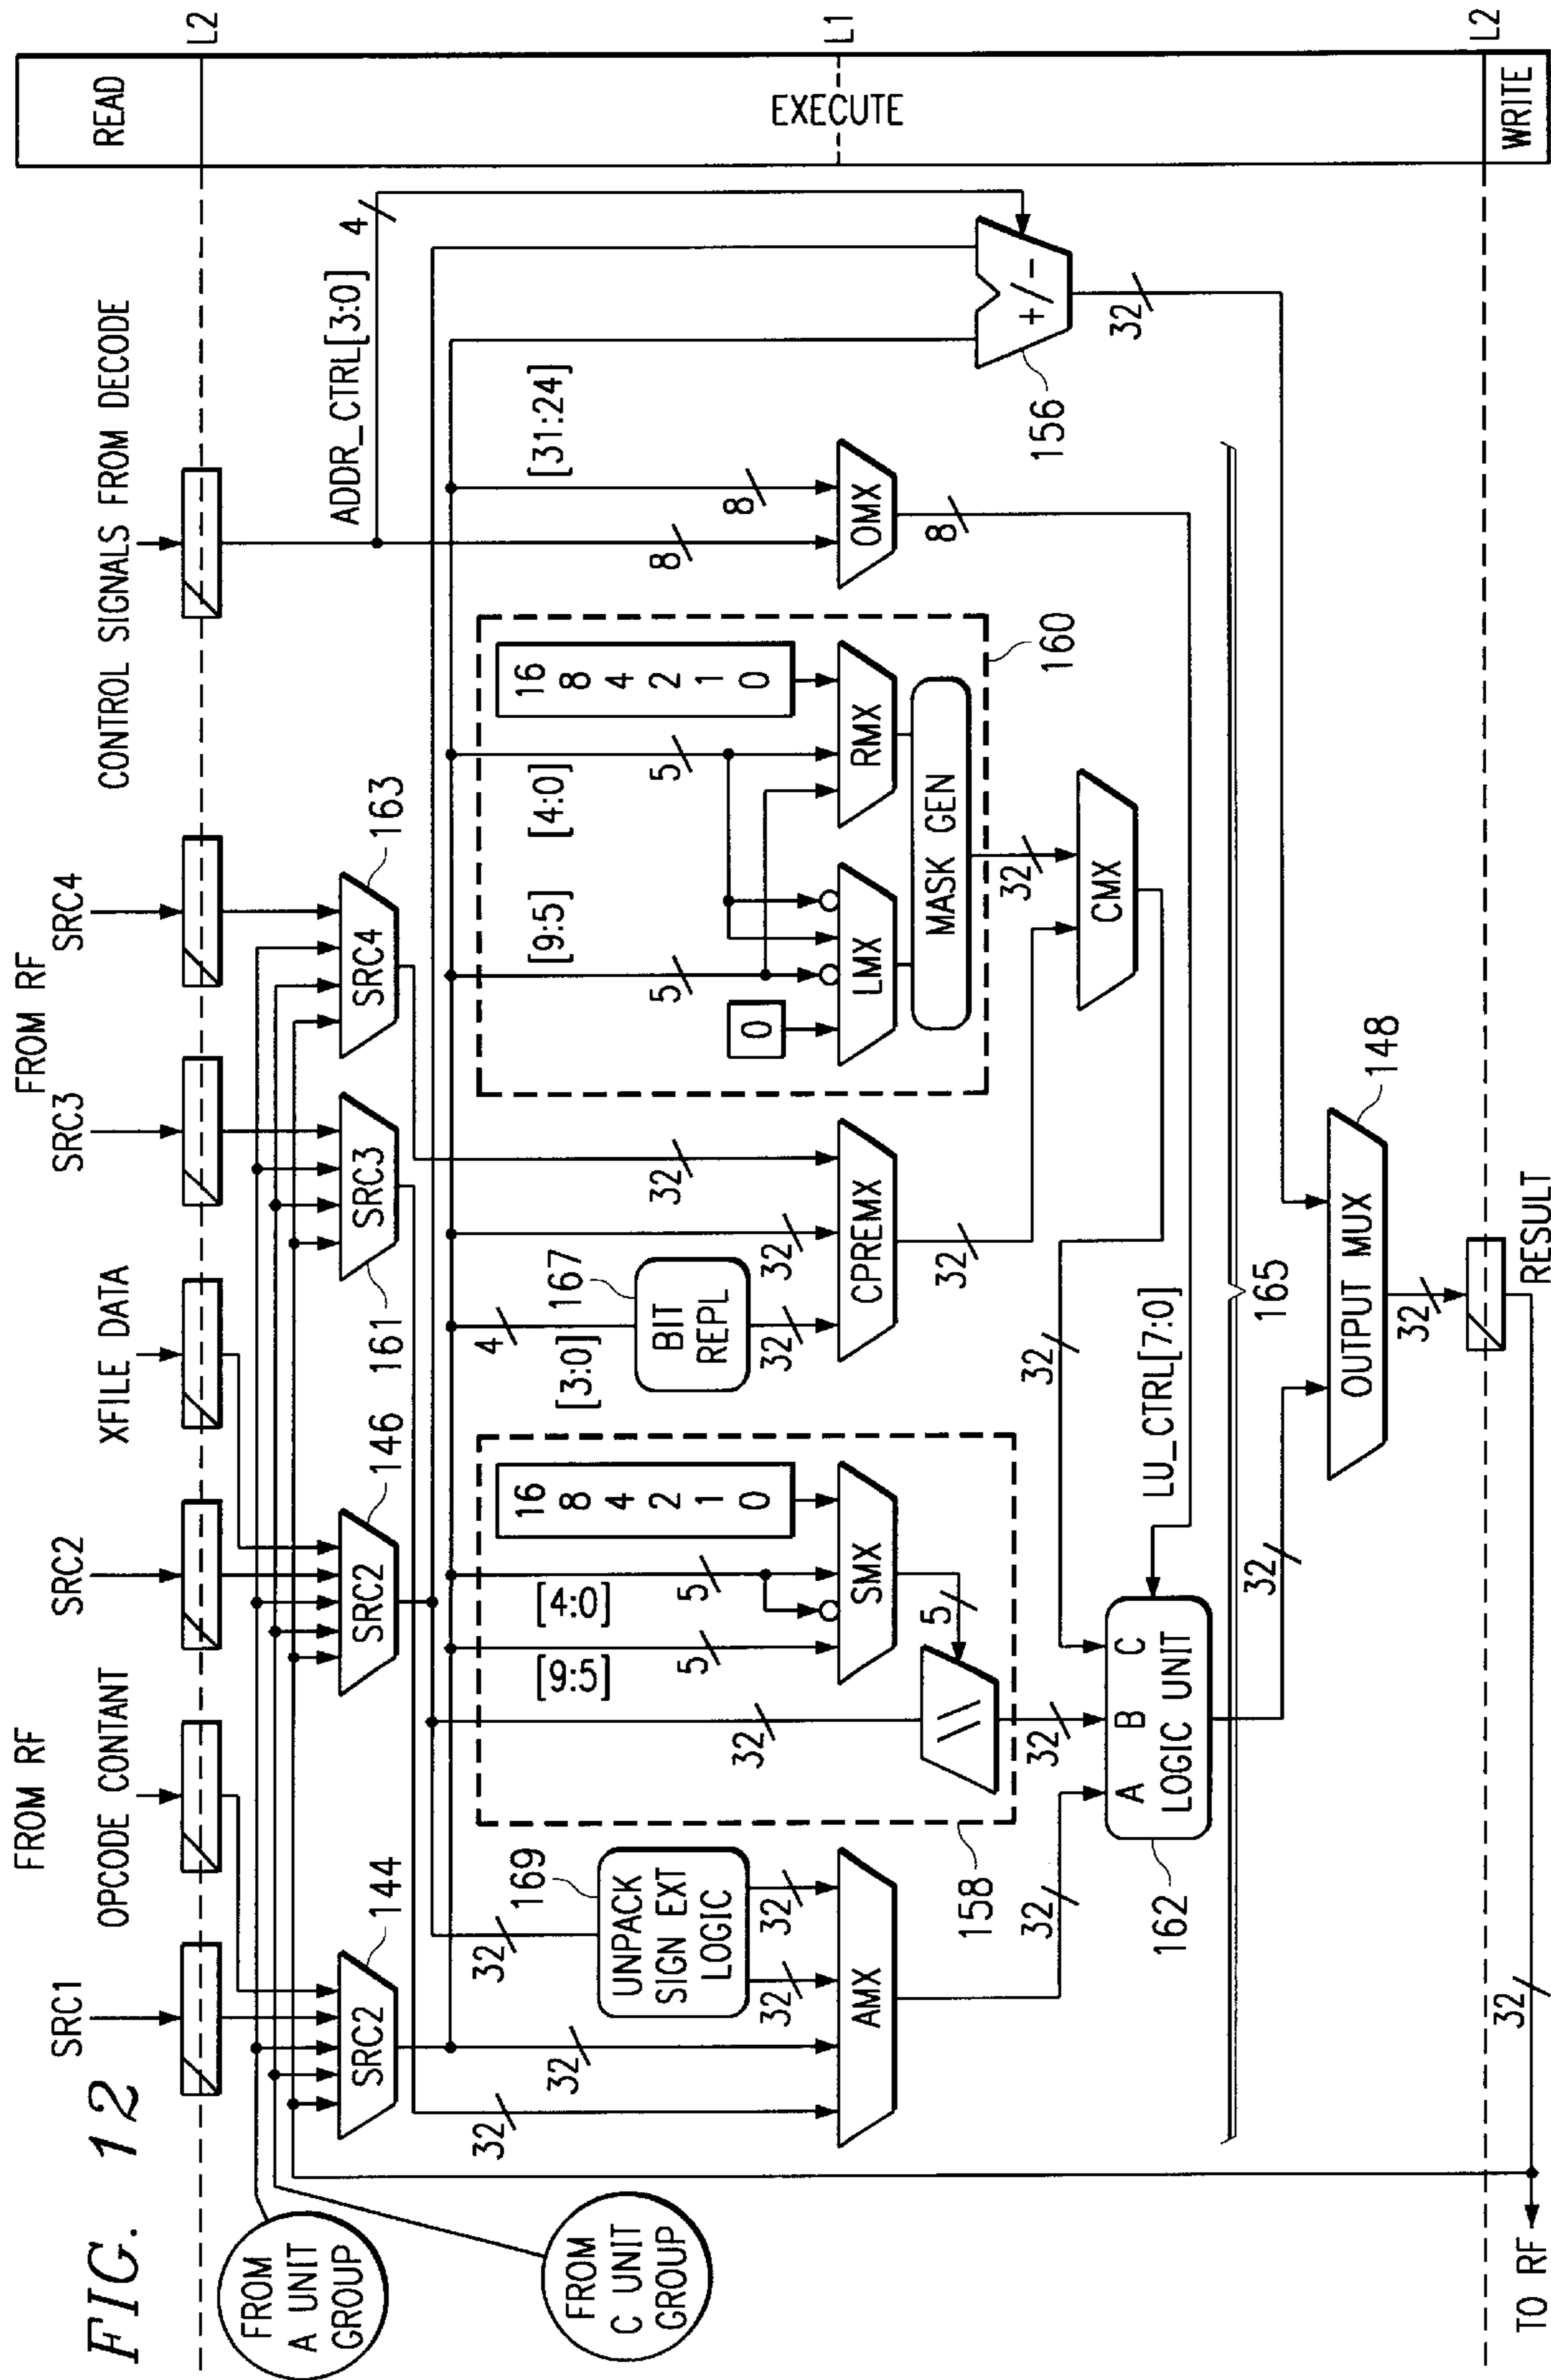 FIG. 12
FROM RF
FROM RF
SRC1
OPCODE CONTANT
SRC2
XFILE DATA
SRC3
SRC4
CONTROL SIGNALS FROM DECODE
READ
L2
FROM
A UNIT
GROUP
FROM
C UNIT
GROUP
SRC2
144
SRC2
146
SRC3
161
SRC4
163
ADDR_CTRL[3:0]
4
32
32
32
UNPACK
SIGN EXT
LOGIC
169
32
32
AMX
32
158
32
[9:5]
[4:0]
5
5
16
8
4
2
1
0
SMX
5
\\
32
4
[3:0]
BIT
REPL
167
32
32
32
CPREMX
32
[9:5]
[4:0]
5
5
0
16
8
4
2
1
0
LMX
RMX
MASK GEN
160
32
CMX
[31:24]
8
8
OMX
8
+/-
156
32
EXECUTE
L1
A
B
C
LOGIC UNIT
162
32
LU_CTRL[7:0]
165
32
OUTPUT MUX
148
32
RESULT
L2
WRITE
32
TO RF